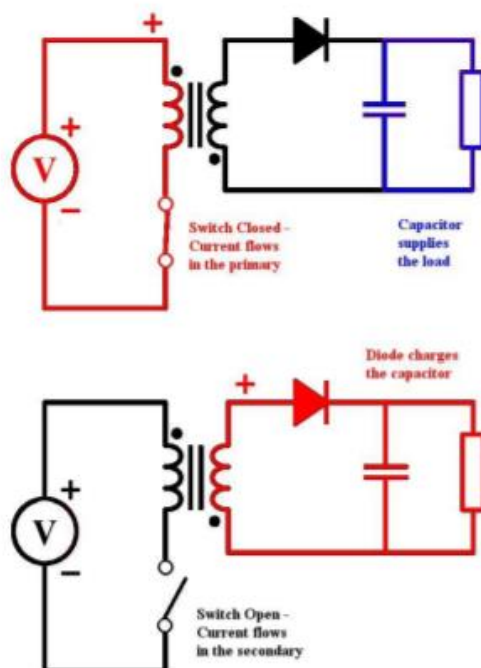 +
+
V
−
Switch Closed -
Current flows
in the primary
Capacitor
supplies
the load
Diode charges
the capacitor
+
+
V
−
Switch Open -
Current flows
in the secondary